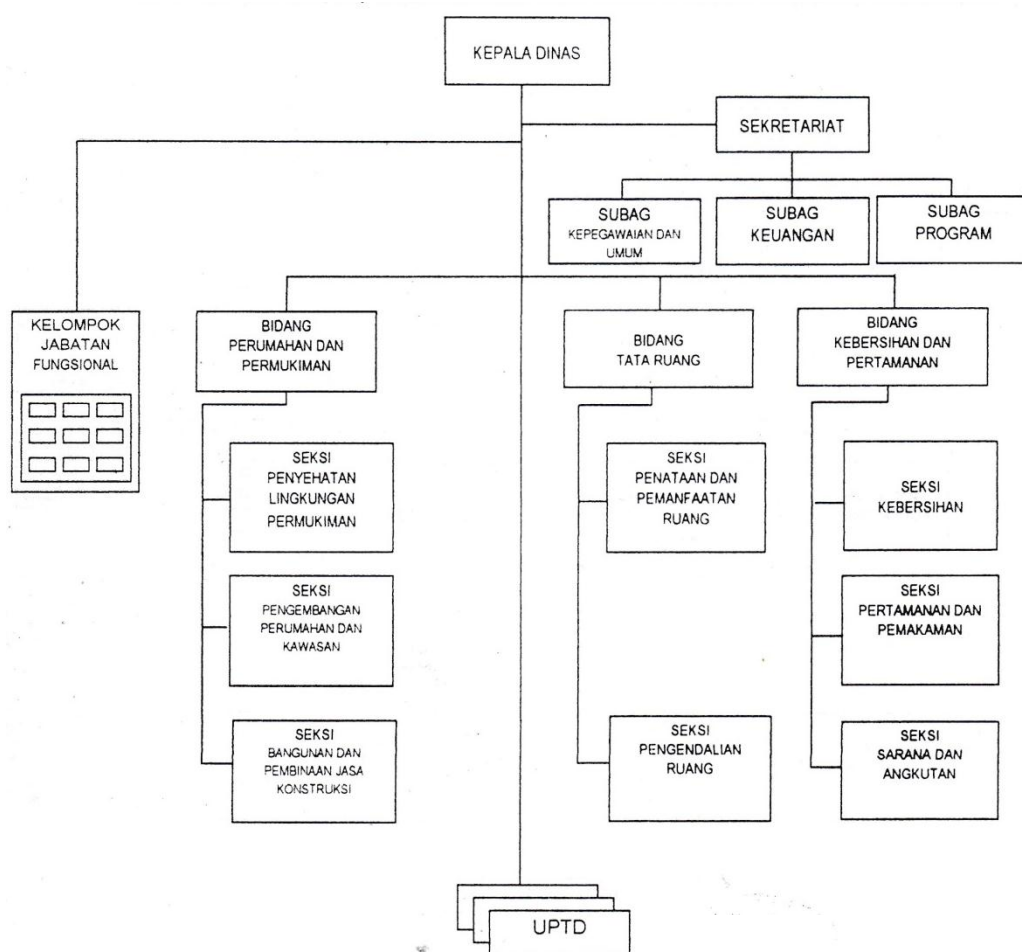 KEPALA DINAS
SEKRETARIAT
SUBAG
KEPEGAWAIAN DAN
UMUM
SUBAG
KEUANGAN
SUBAG
PROGRAM
KELOMPOK
JABATAN
FUNGSIONAL
BIDANG
PERUMAHAN DAN
PERMUKIMAN
BIDANG
TATA RUANG
BIDANG
KEBERSIHAN DAN
PERTAMANAN
SEKSI
PENYEHATAN
LINGKUNGAN
PERMUKIMAN
SEKSI
PENATAAN DAN
PEMANFAATAN
RUANG
SEKSI
KEBERSIHAN
SEKSI
PENGEMBANGAN
PERUMAHAN DAN
KAWASAN
SEKSI
PERTAMANAN DAN
PEMAKAMAN
SEKSI
BANGUNAN DAN
PEMBINAAN JASA
KONSTRUKSI
SEKSI
PENGENDALIAN
RUANG
SEKSI
SARANA DAN
ANGKUTAN
UPTD